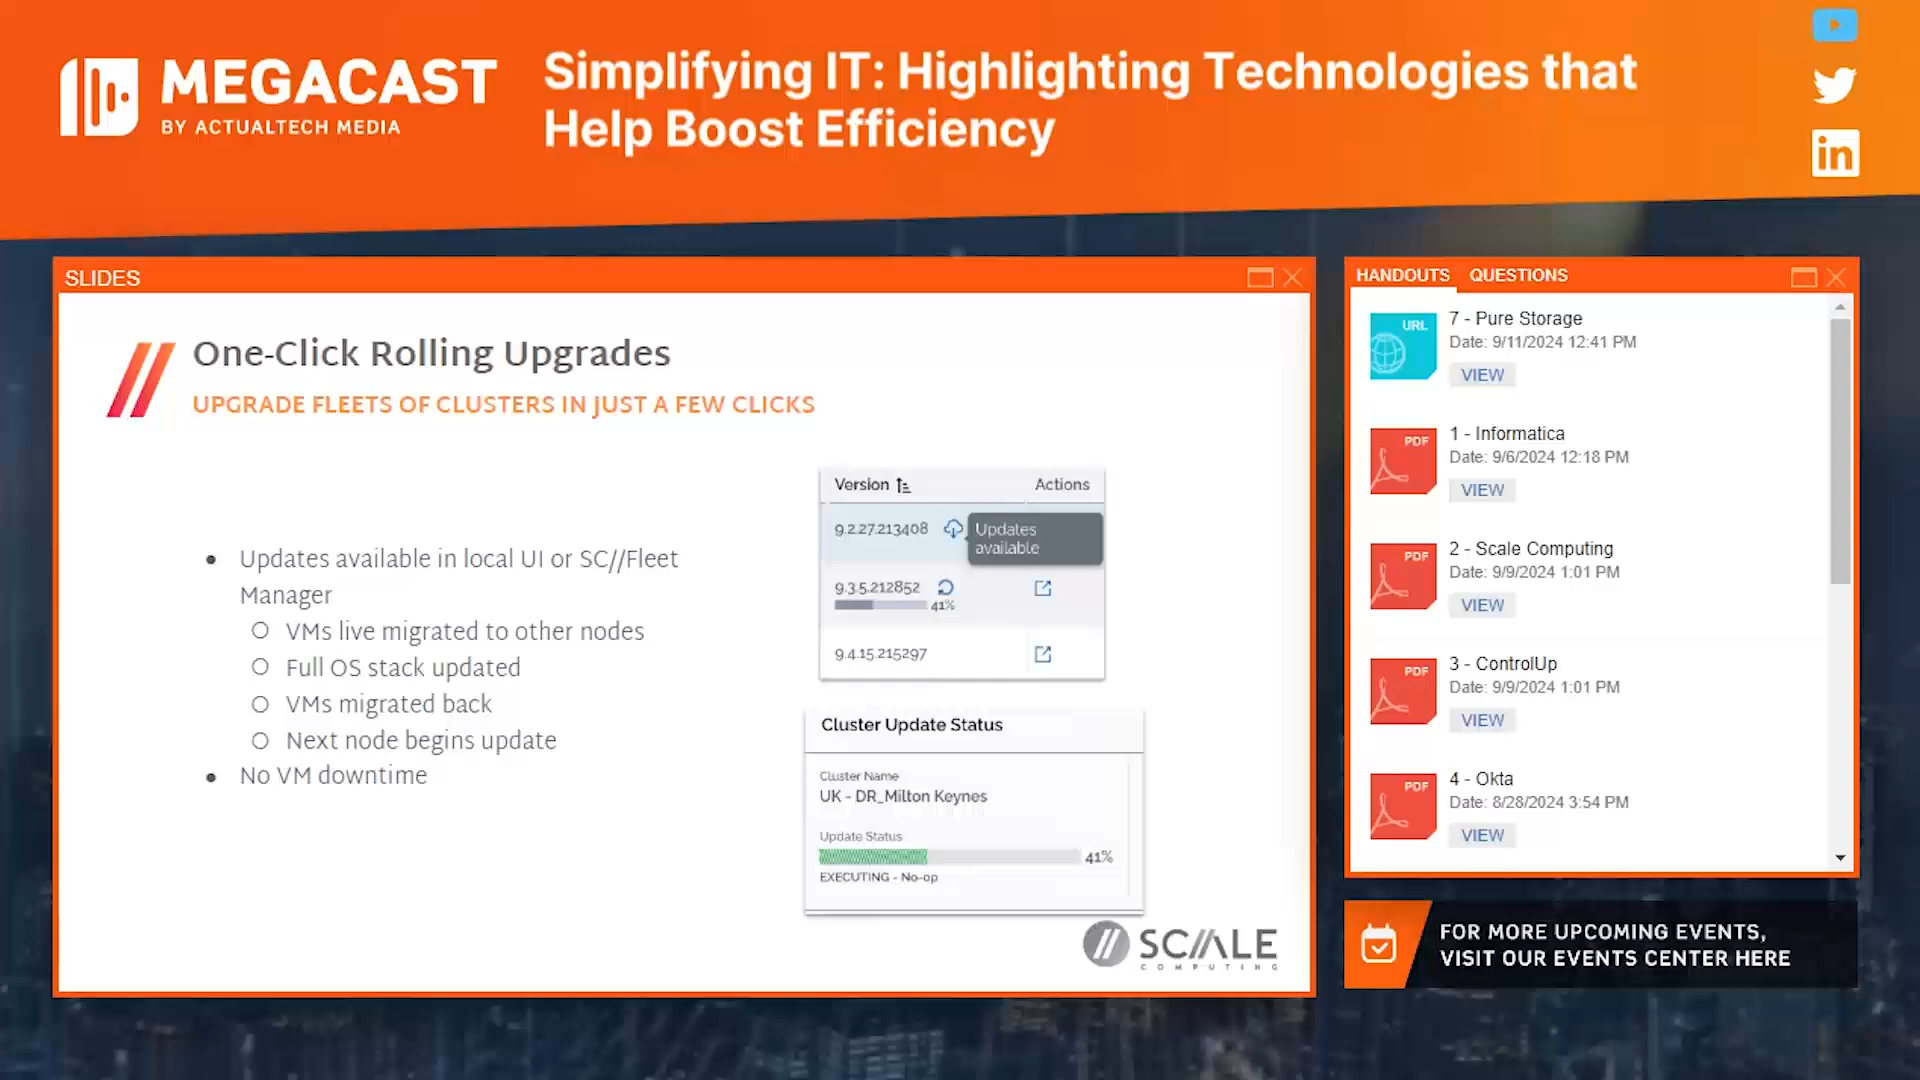 MEGACAST
BY ACTUALTECH MEDIA
Simplifying IT: Highlighting Technologies that
Help Boost Efficiency
in
SLIDES
One-Click Rolling Upgrades
UPGRADE FLEETS OF CLUSTERS IN JUST A FEW CLICKS
• Updates available in local UI or SC//Fleet
Manager
○ VMs live migrated to other nodes
○ Full OS stack updated
○ VMs migrated back
○ Next node begins update
• No VM downtime
Version Actions
9.2.27.213408 Updates
available
9.3.5.212852
41%
9.4.15.215297
Cluster Update Status
Cluster Name
UK - DR_Milton Keynes
Update Status
41%
EXECUTING - No-op
SC//LE
COMPUTING
HANDOUTS QUESTIONS
URL
7 - Pure Storage
Date: 9/11/2024 12:41 PM
VIEW
PDF
1 - Informatica
Date: 9/6/2024 12:18 PM
VIEW
PDF
2 - Scale Computing
Date: 9/9/2024 1:01 PM
VIEW
PDF
3 - ControlUp
Date: 9/9/2024 1:01 PM
VIEW
PDF
4 - Okta
Date: 8/28/2024 3:54 PM
VIEW
FOR MORE UPCOMING EVENTS,
VISIT OUR EVENTS CENTER HERE